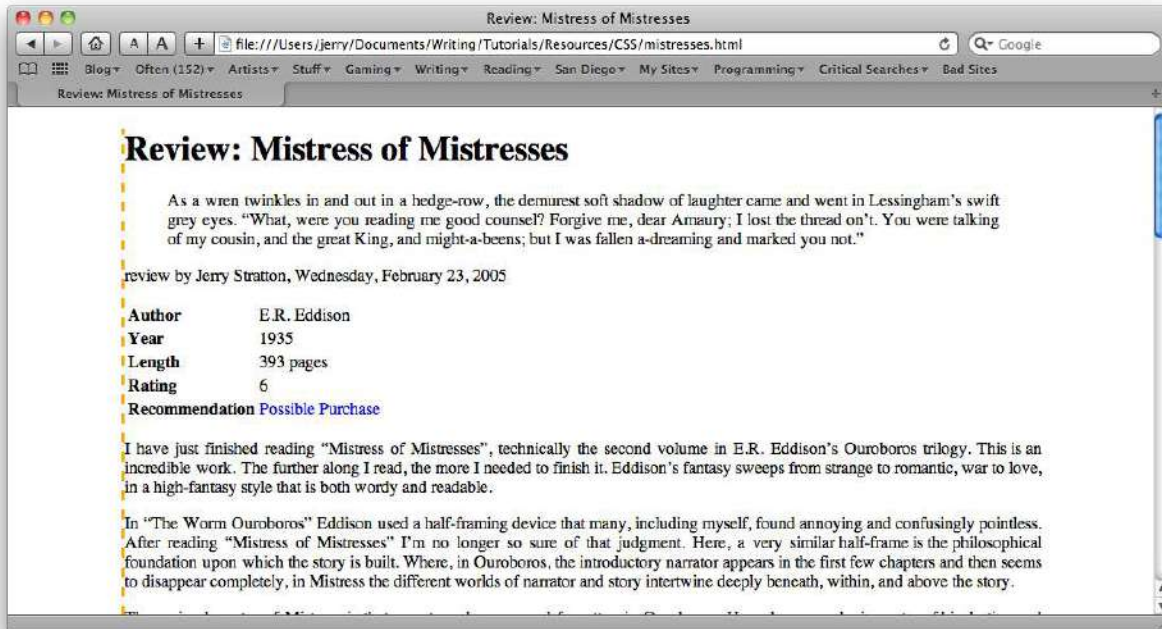 Review: Mistress of Mistresses
A A + file:///Users/jerry/Documents/Writing/Tutorials/Resources/CSS/mistresses.html Google
Blog Often (152) Artists Stuff Gaming Writing Reading San Diego My Sites Programming Critical Searches Bad Sites
Review: Mistress of Mistresses
Review: Mistress of Mistresses
As a wren twinkles in and out in a hedge-row, the demurest soft shadow of laughter came and went in Lessingham’s swift
grey eyes. “What, were you reading me good counsel? Forgive me, dear Amaury; I lost the thread on’t. You were talking
of my cousin, and the great King, and might-a-beens; but I was fallen a-dreaming and marked you not.”
review by Jerry Stratton, Wednesday, February 23, 2005
Author E.R. Eddison
Year 1935
Length 393 pages
Rating 6
Recommendation Possible Purchase
I have just finished reading “Mistress of Mistresses”, technically the second volume in E.R. Eddison’s Ouroboros trilogy. This is an
incredible work. The further along I read, the more I needed to finish it. Eddison’s fantasy sweeps from strange to romantic, war to love,
in a high-fantasy style that is both wordy and readable.
In “The Worm Ouroboros” Eddison used a half-framing device that many, including myself, found annoying and confusingly pointless.
After reading “Mistress of Mistresses” I’m no longer so sure of that judgment. Here, a very similar half-frame is the philosophical
foundation upon which the story is built. Where, in Ouroboros, the introductory narrator appears in the first few chapters and then seems
to disappear completely, in Mistress the different worlds of narrator and story intertwine deeply beneath, within, and above the story.